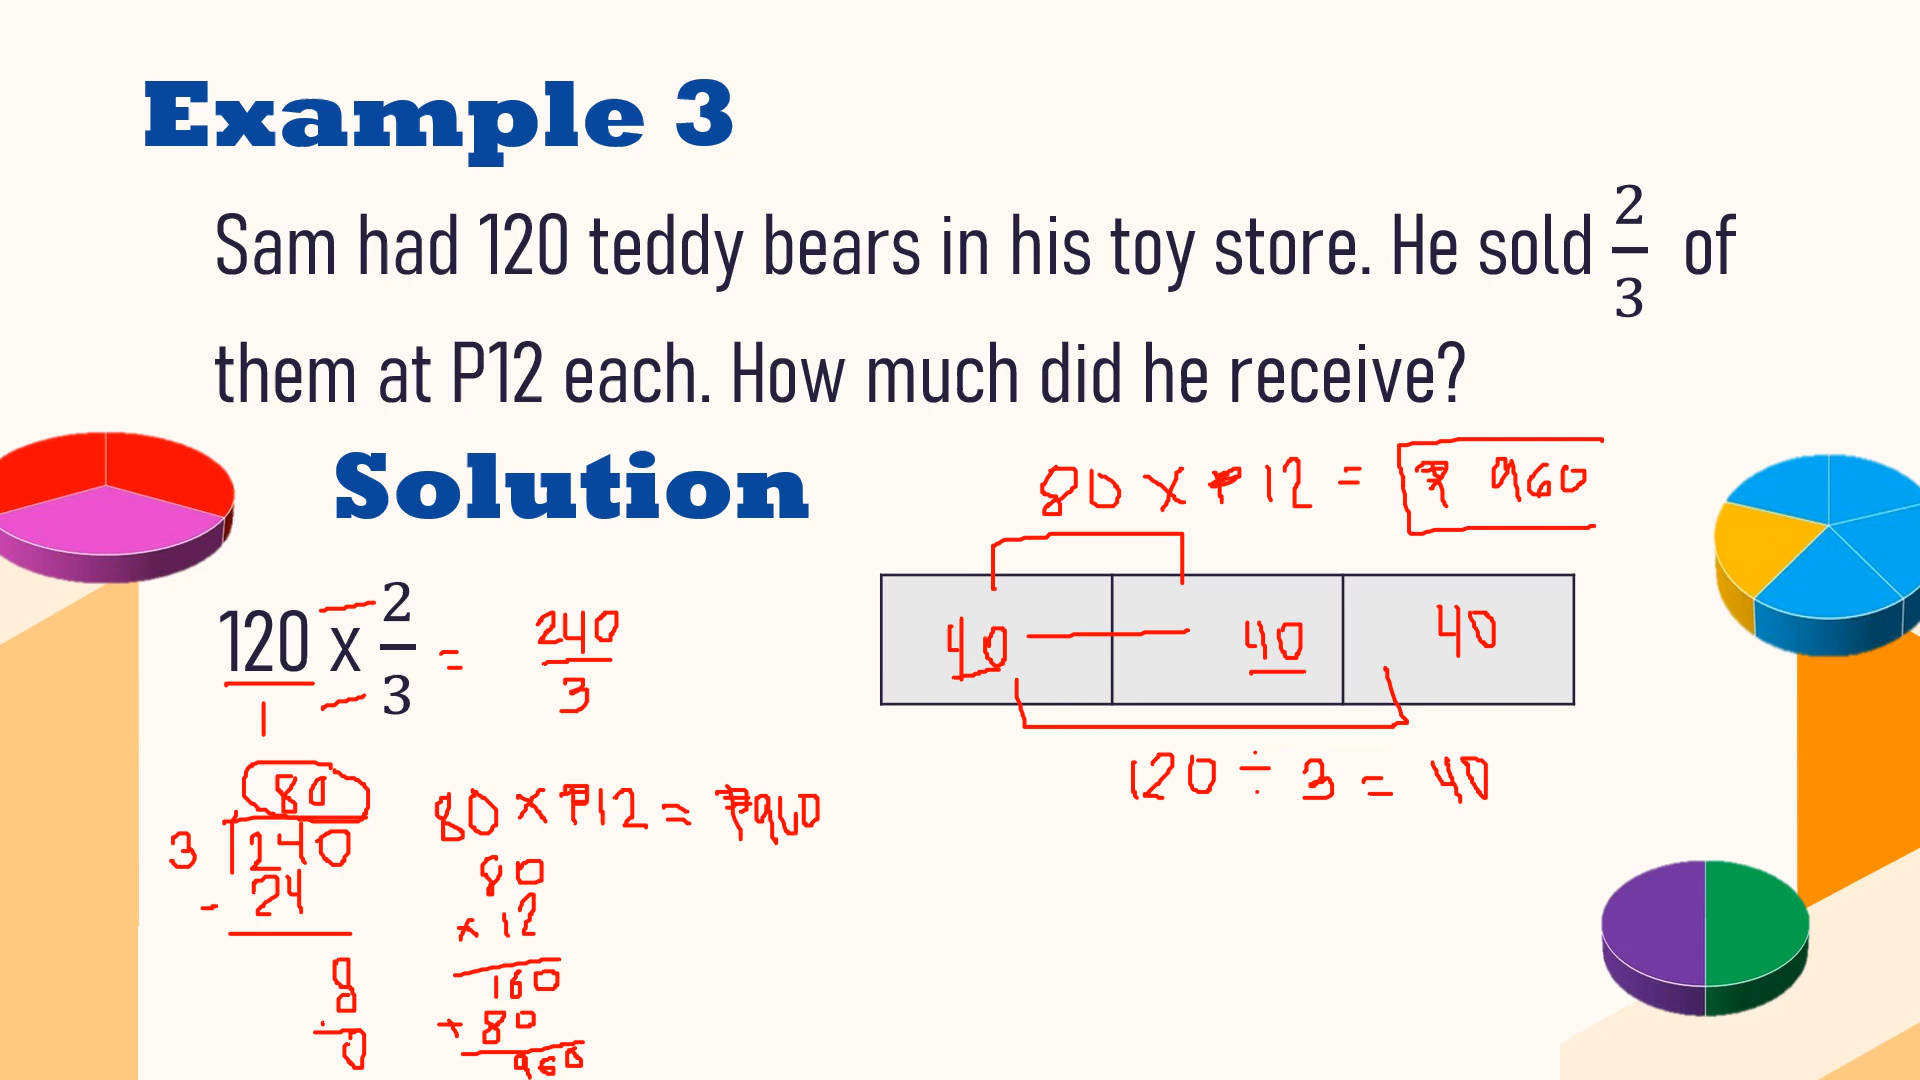 Example 3
Sam had 120 teddy bears in his toy store. He sold 2/3 of
them at P12 each. How much did he receive?
Solution
80 x ₱12 = ₱ 960
120 x 2/3 = 240/3
1
40 40 40
120 ÷ 3 = 40
80
3 240
- 24
80 x ₱12 = ₱960
80
x 12
160
+ 80
960
0